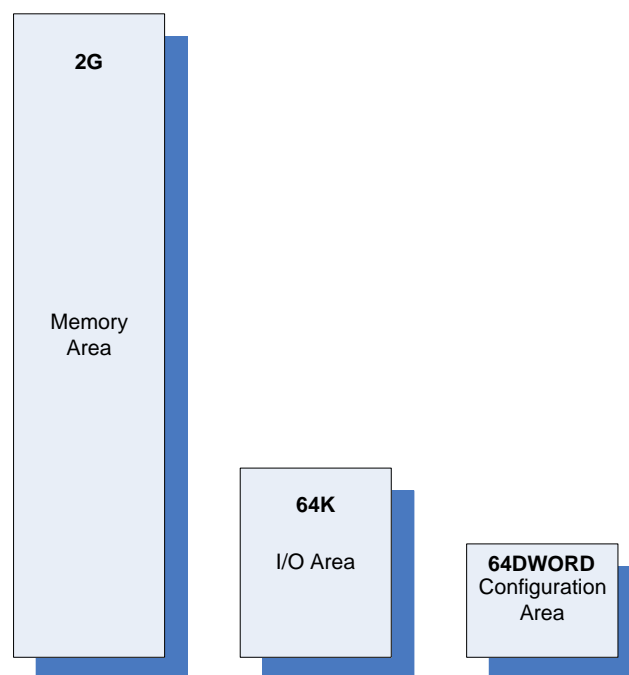 2G
Memory
Area
64K
I/O Area
64DWORD
Configuration
Area